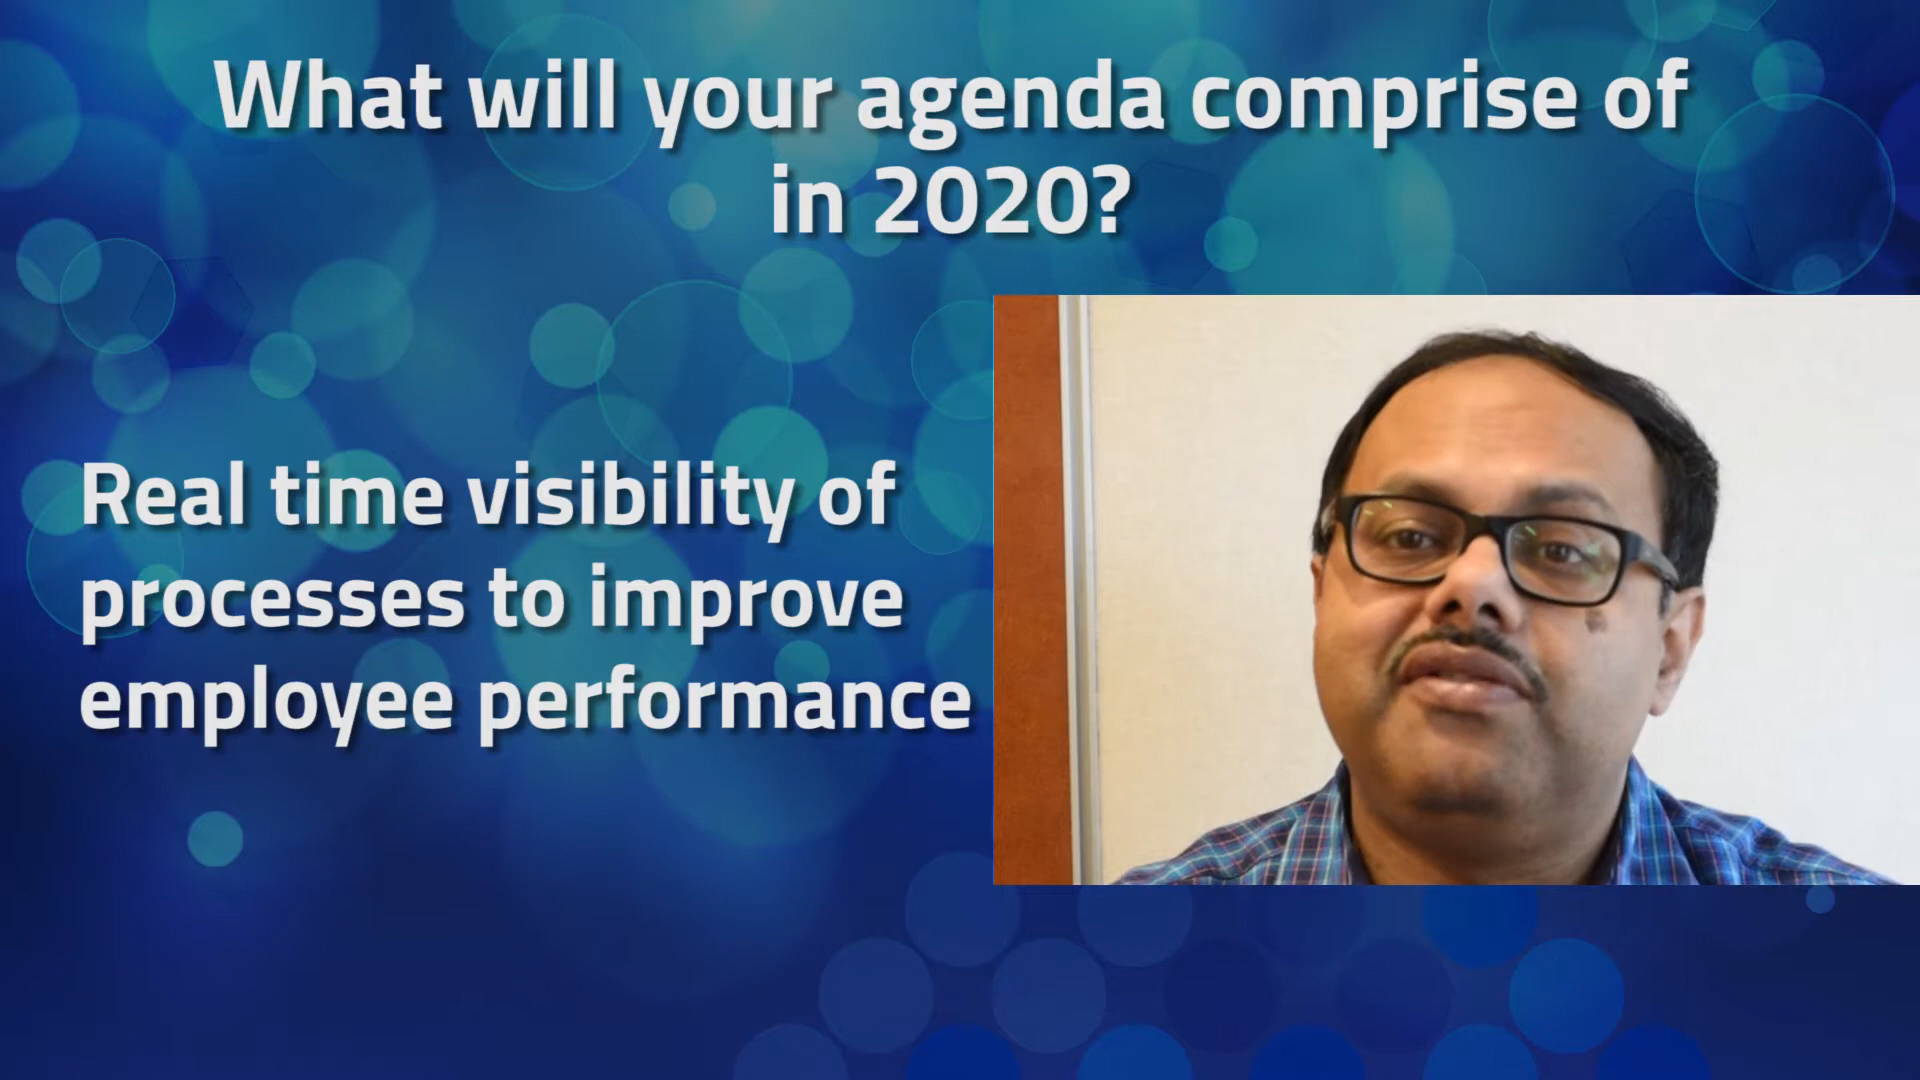 What will your agenda comprise of
in 2020?
Real time visibility of
processes to improve
employee performance